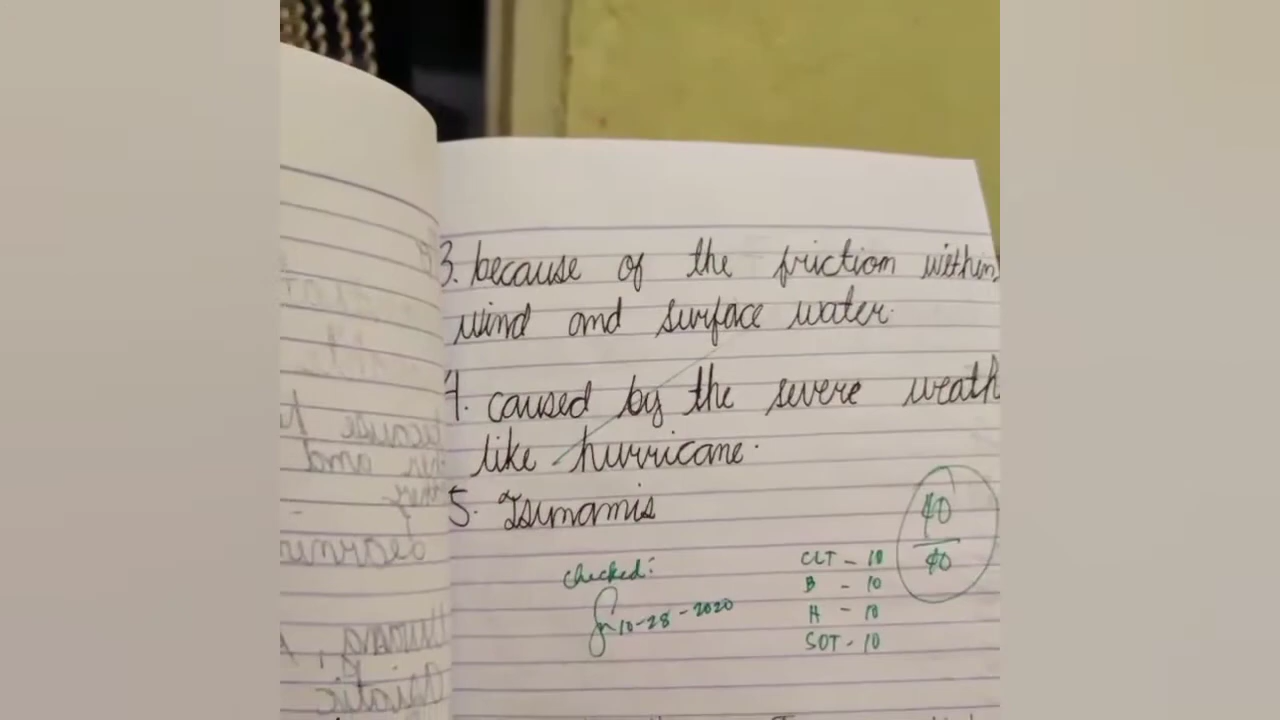 3. because of the friction within
wind and surface water.
4. caused by the severe weath
like hurricane.
5. Tsunamis
40
40
checked:
10-28-2020
CLT - 10
B - 10
H - 10
SOT - 10